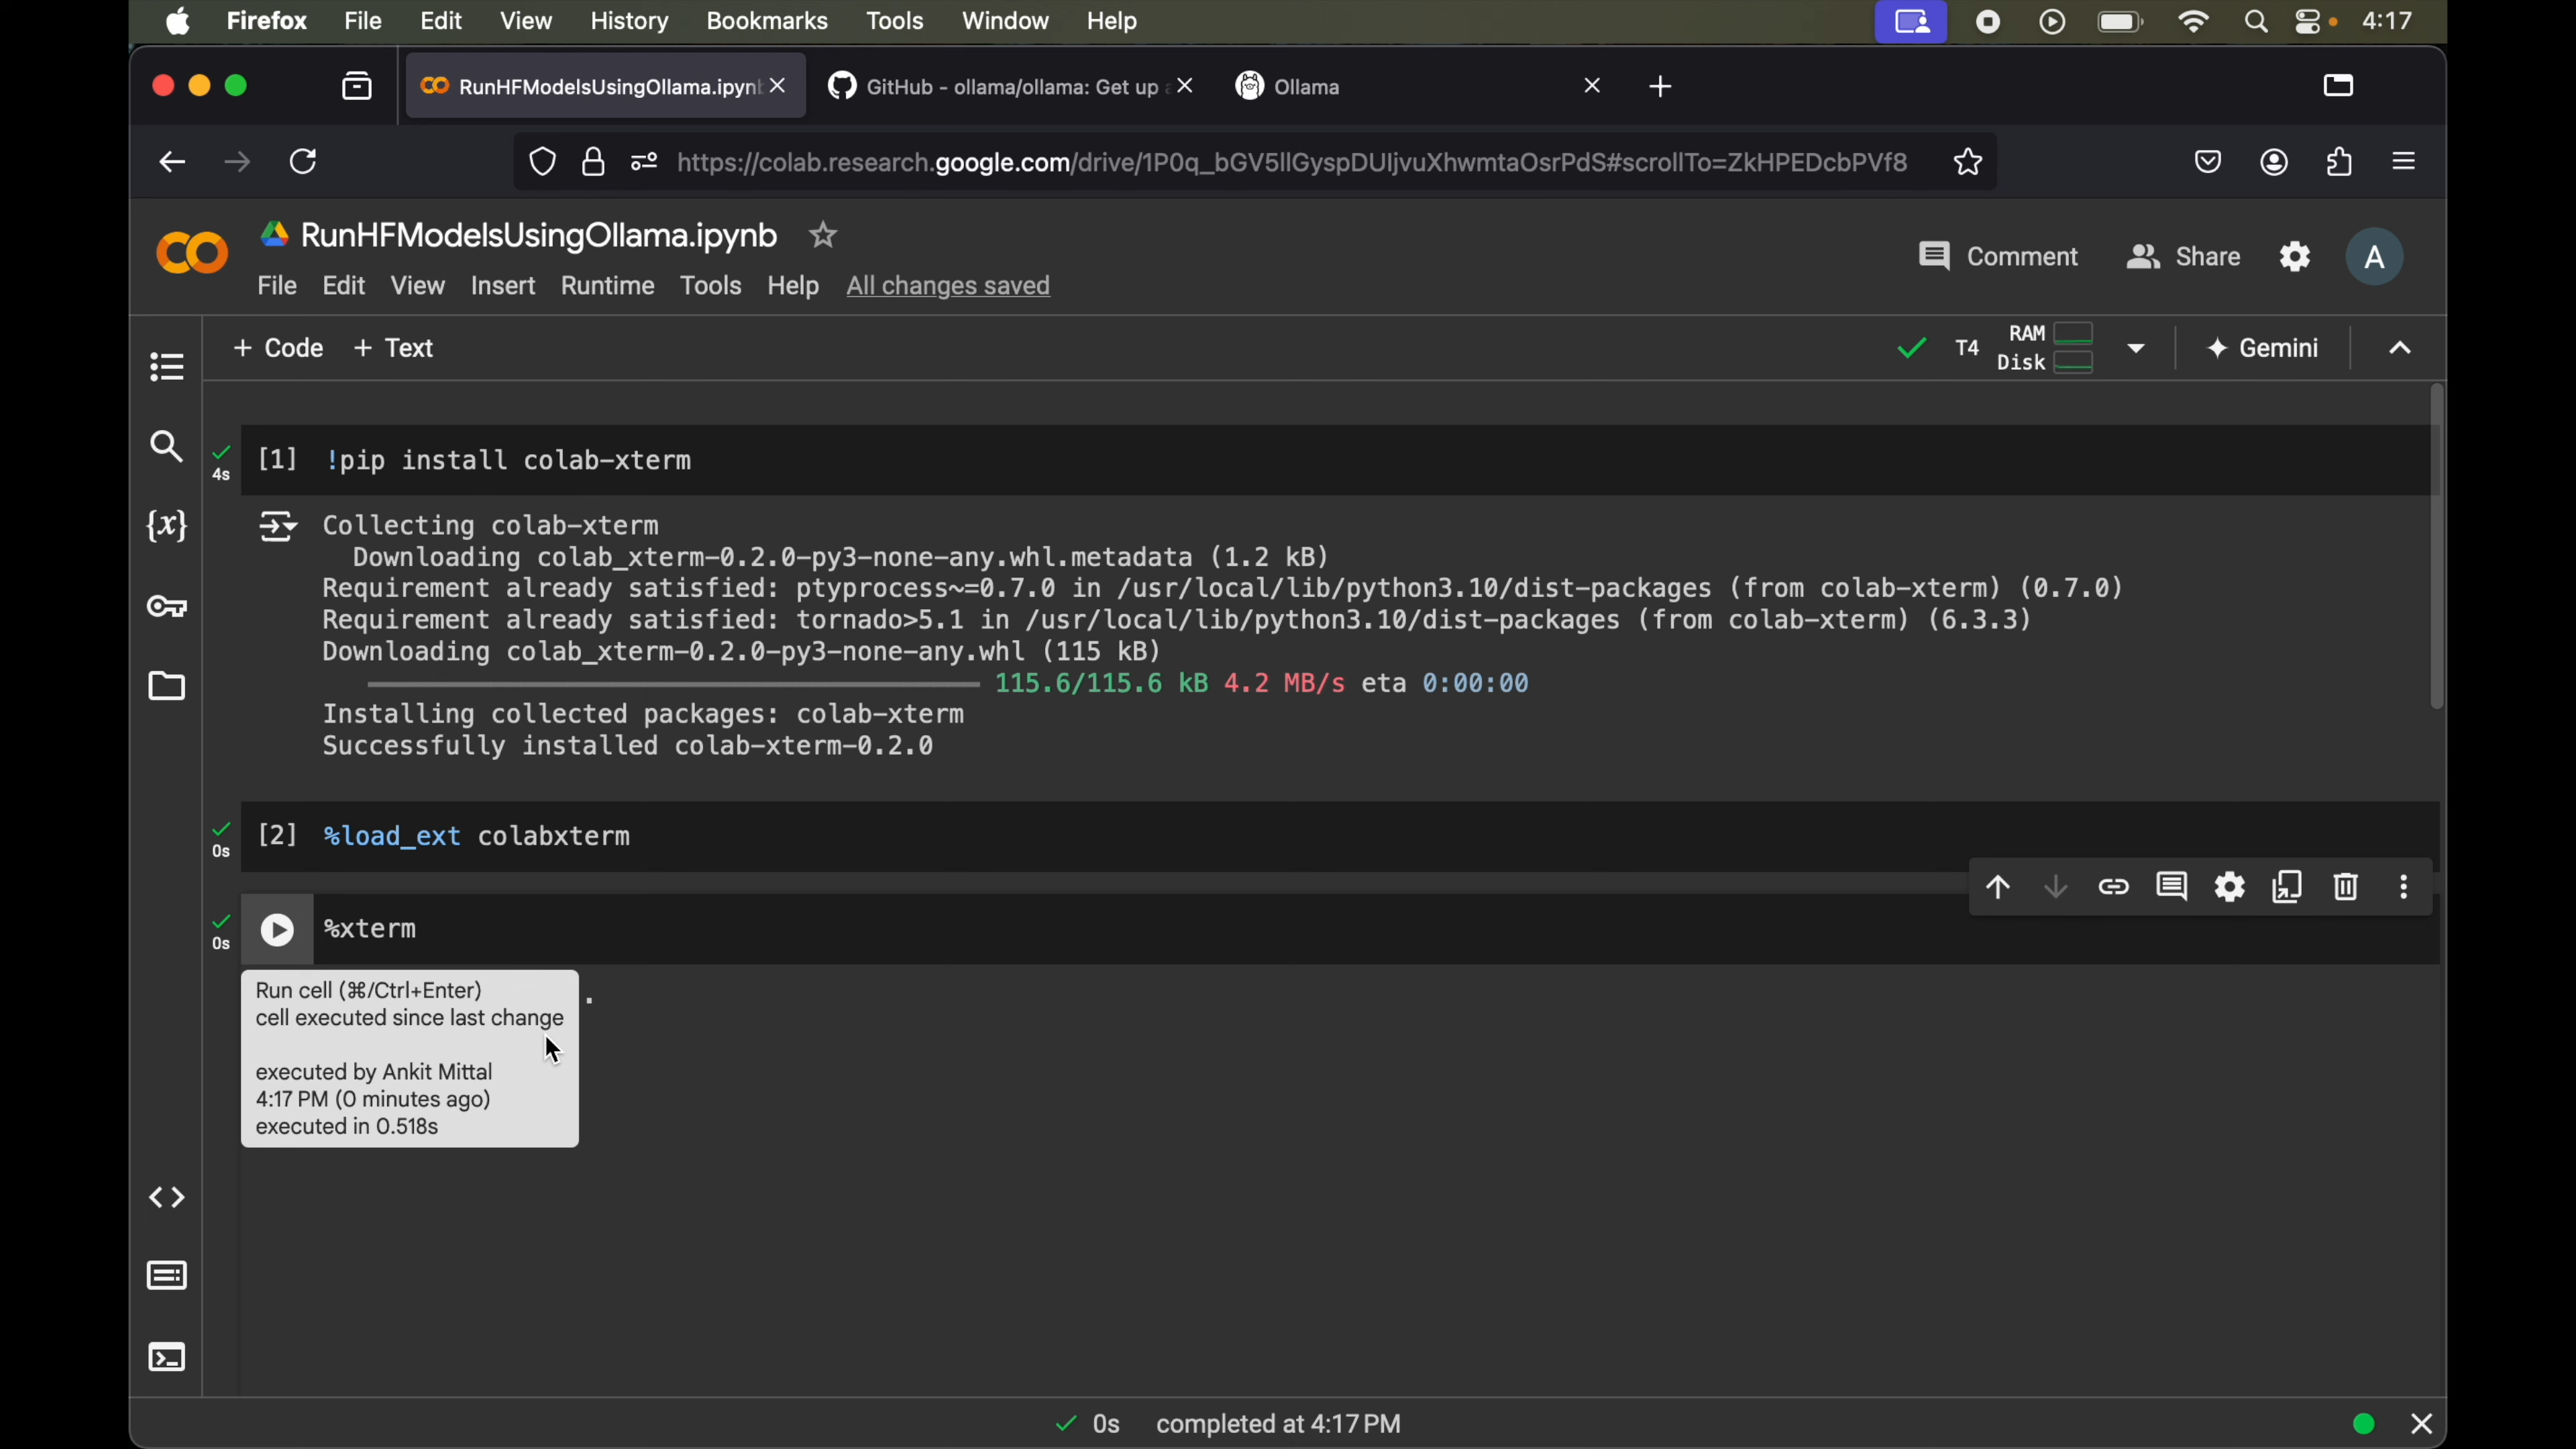 Firefox File Edit View History Bookmarks Tools Window Help 4:17
RunHFModelsUsingOllama.ipynb GitHub - ollama/ollama: Get up a Ollama
https://colab.research.google.com/drive/1P0q_bGV5llGyspDUIjvuXhwmtaOsrPdS#scrollTo=ZkHPEDcbPVf8
RunHFModelsUsingOllama.ipynb
Comment Share A
File Edit View Insert Runtime Tools Help All changes saved
+ Code + Text T4 RAM Disk Gemini
[1] !pip install colab-xterm
4s
Collecting colab-xterm
Downloading colab_xterm-0.2.0-py3-none-any.whl.metadata (1.2 kB)
Requirement already satisfied: ptyprocess~=0.7.0 in /usr/local/lib/python3.10/dist-packages (from colab-xterm) (0.7.0)
Requirement already satisfied: tornado>5.1 in /usr/local/lib/python3.10/dist-packages (from colab-xterm) (6.3.3)
Downloading colab_xterm-0.2.0-py3-none-any.whl (115 kB)
115.6/115.6 kB 4.2 MB/s eta 0:00:00
Installing collected packages: colab-xterm
Successfully installed colab-xterm-0.2.0
[2] %load_ext colabxterm
0s
%xterm
0s
Run cell (⌘/Ctrl+Enter)
cell executed since last change
executed by Ankit Mittal
4:17 PM (0 minutes ago)
executed in 0.518s
0s completed at 4:17 PM